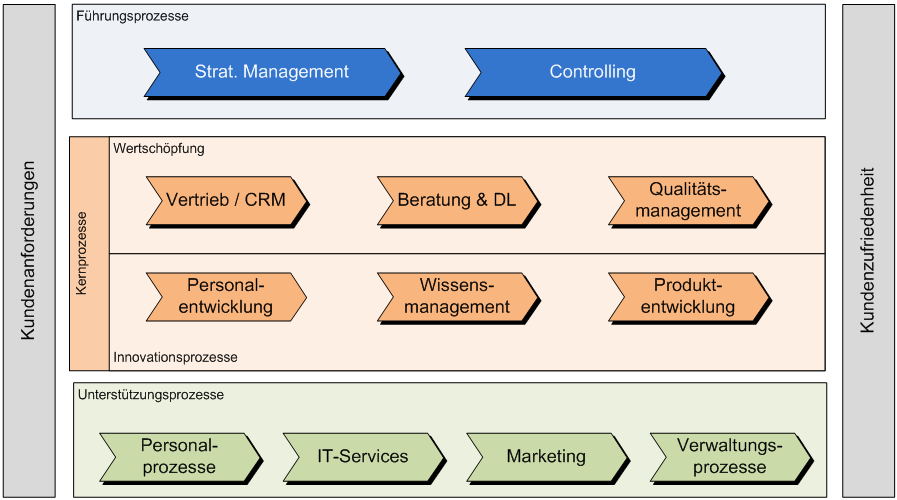 Kundenanforderungen
Führungsprozesse
Strat. Management
Controlling
Kernprozesse
Wertschöpfung
Vertrieb / CRM
Beratung & DL
Qualitäts-
management
Personal-
entwicklung
Wissens-
management
Produkt-
entwicklung
Innovationsprozesse
Unterstützungsprozesse
Personal-
prozesse
IT-Services
Marketing
Verwaltungs-
prozesse
Kundenzufriedenheit